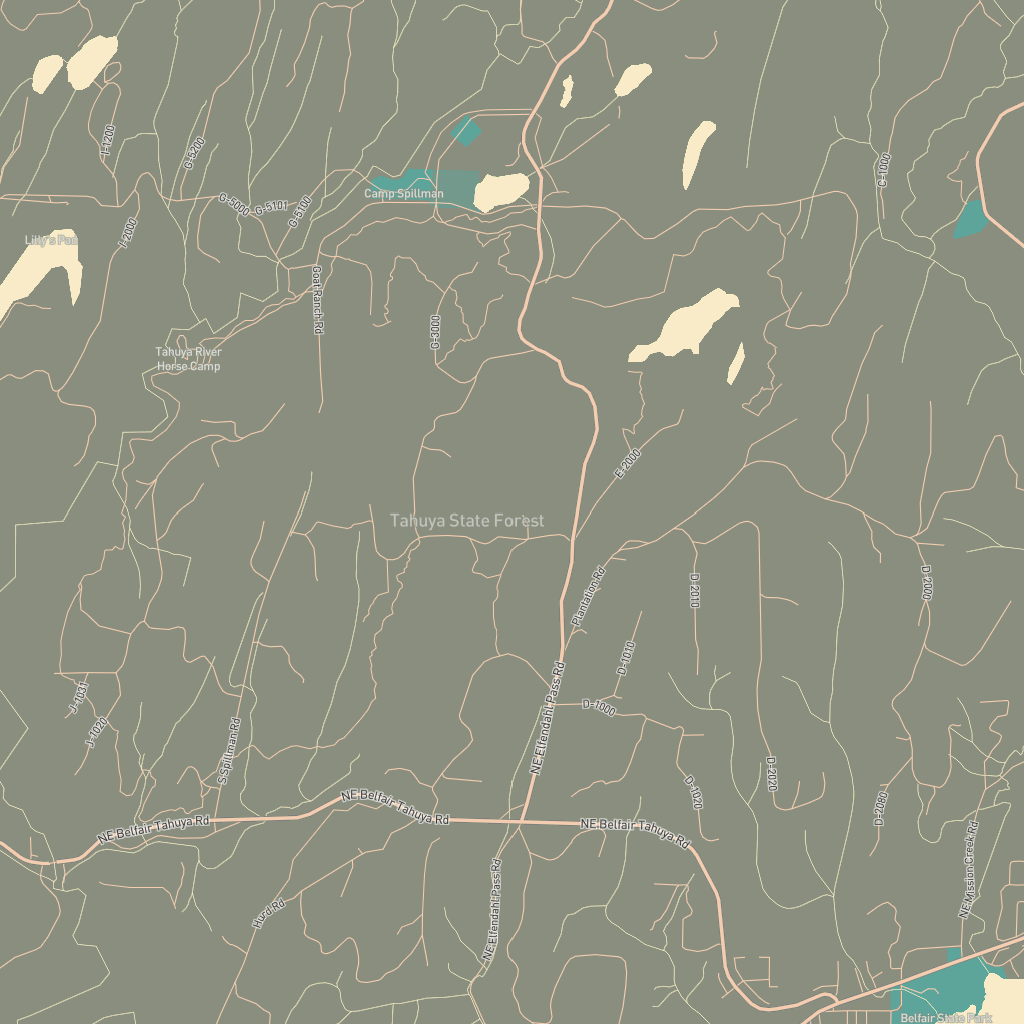 J-1200
G-5200
C-1000
Camp Spillman
G-5000
G-5101
G-5100
J-2000
Goat Ranch Rd
G-3000
Tahuya River
Horse Camp
E-2000
Tahuya State Forest
Plantation Rd
D-2010
D-2000
D-1010
NE Elfendahl Pass Rd
J-1031
D-1000
J-1020
S Spillman Rd
D-2020
D-1020
NE Belfair Tahuya Rd
D-2080
NE Belfair Tahuya Rd
NE Belfair Tahuya Rd
NE Mission Creek Rd
NE Elfendahl Pass Rd
Hurd Rd
Belfair State Park